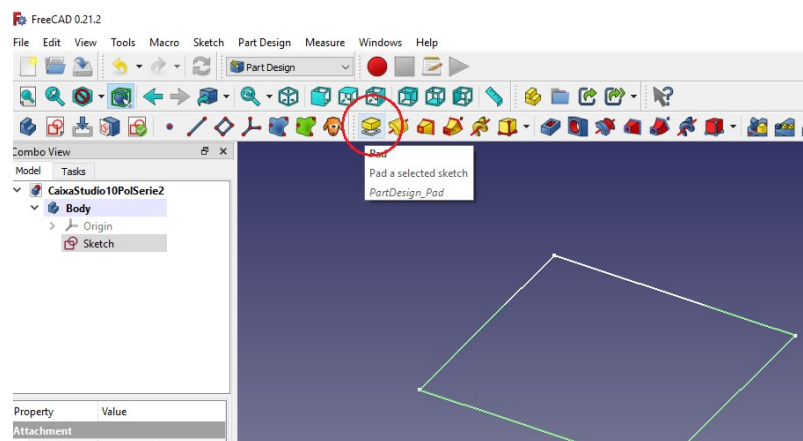 FreeCAD 0.21.2
File Edit View Tools Macro Sketch Part Design Measure Windows Help
Part Design
Combo View
Model Tasks
Pad
Pad a selected sketch
PartDesign_Pad
CaixaStudio10PolSerie2
Body
Origin
Sketch
Property Value
Attachment